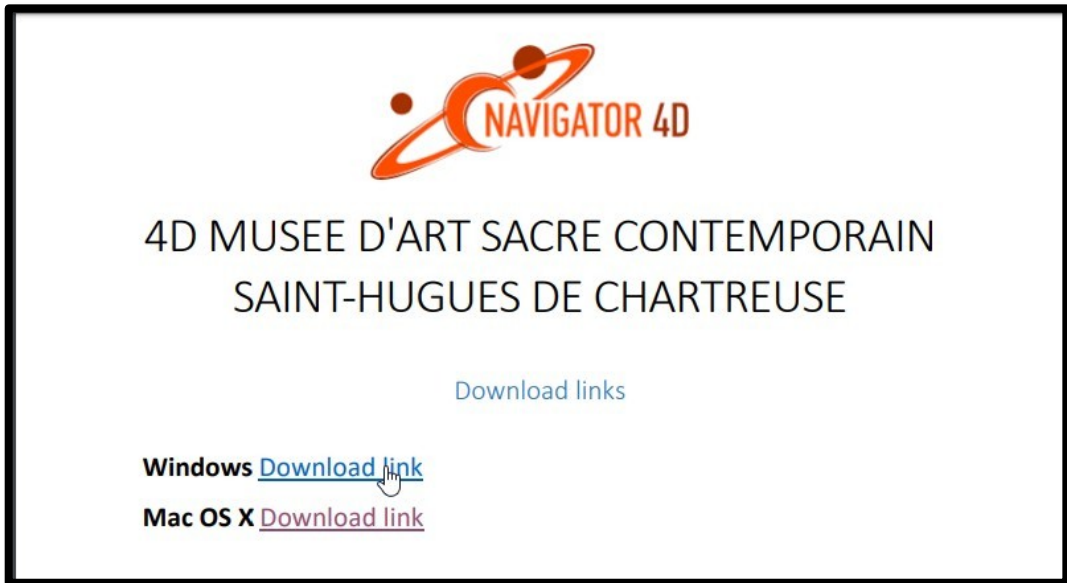 NAVIGATOR 4D
4D MUSEE D'ART SACRE CONTEMPORAIN
SAINT-HUGUES DE CHARTREUSE
Download links
Windows Download link
Mac OS X Download link